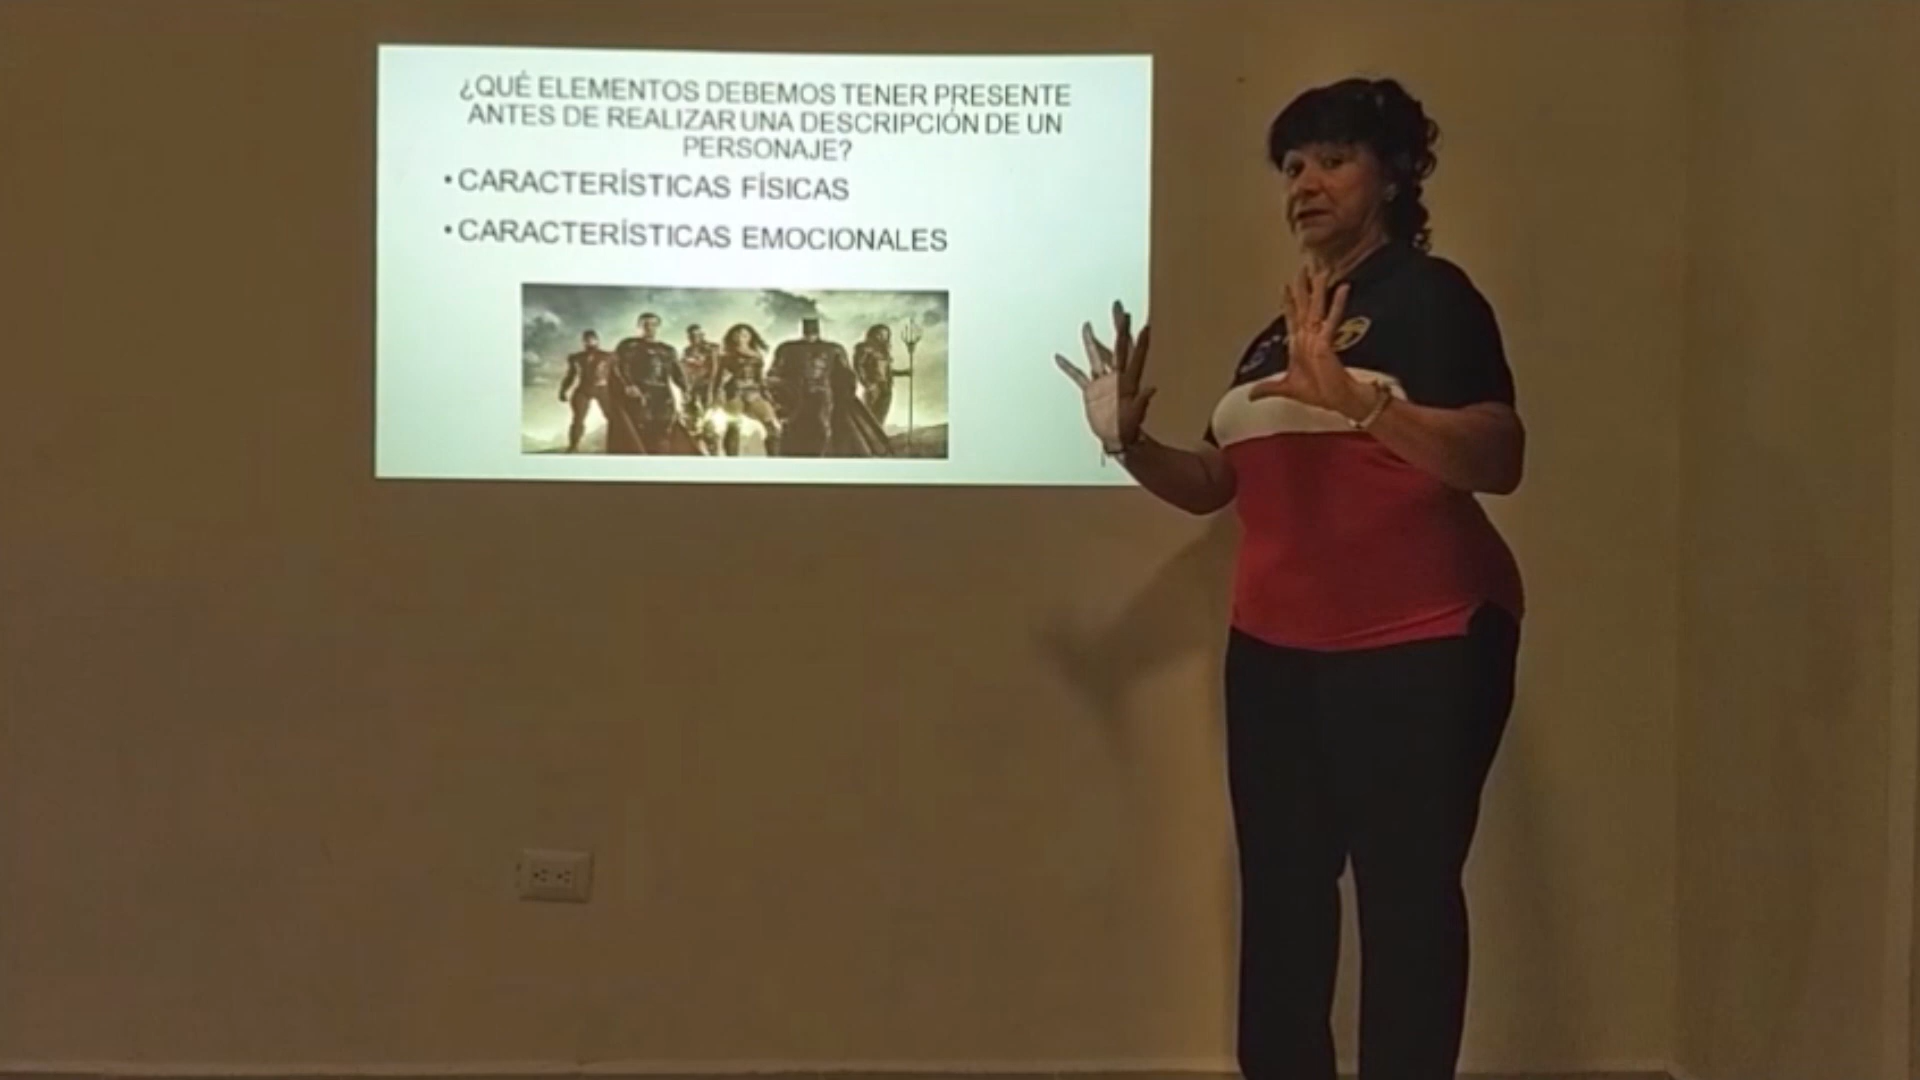 ¿QUÉ ELEMENTOS DEBEMOS TENER PRESENTE
ANTES DE REALIZAR UNA DESCRIPCIÓN DE UN
PERSONAJE?
• CARACTERÍSTICAS FÍSICAS
• CARACTERÍSTICAS EMOCIONALES